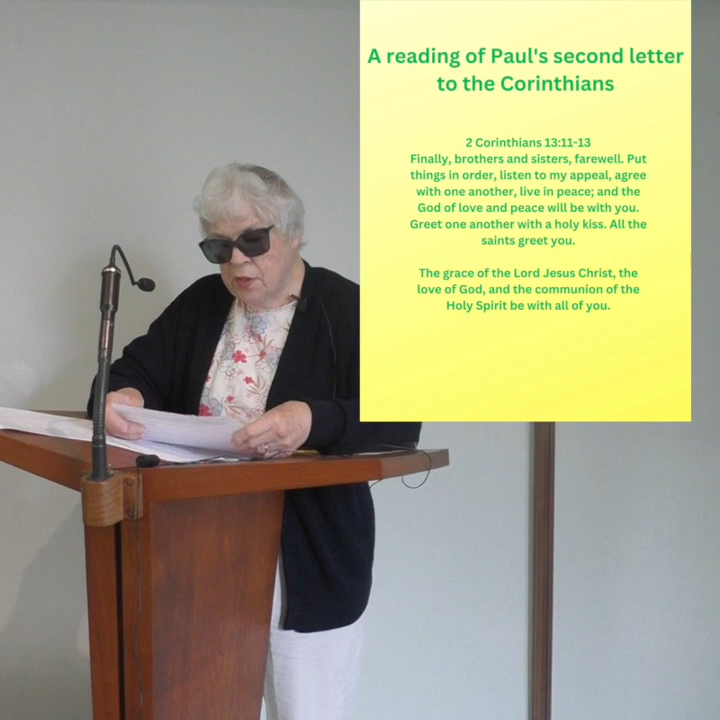 A reading of Paul's second letter
to the Corinthians
2 Corinthians 13:11-13
Finally, brothers and sisters, farewell. Put
things in order, listen to my appeal, agree
with one another, live in peace; and the
God of love and peace will be with you.
Greet one another with a holy kiss. All the
saints greet you.
The grace of the Lord Jesus Christ, the
love of God, and the communion of the
Holy Spirit be with all of you.